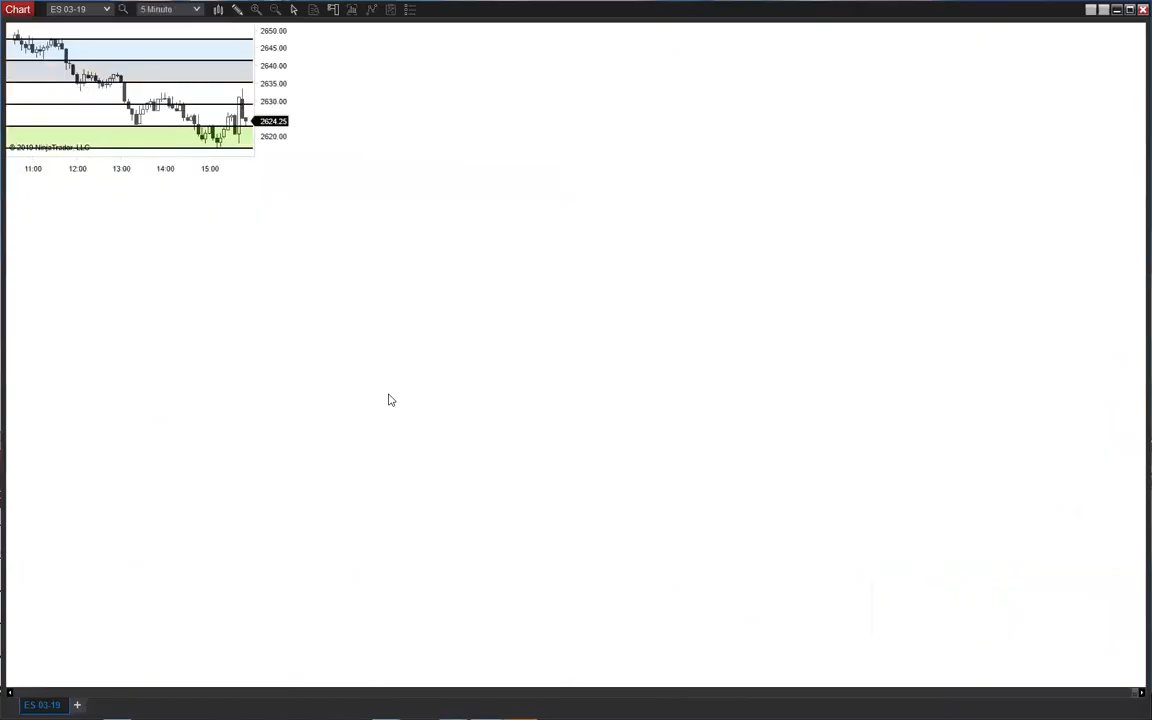 Chart ES 03-19 5 Minute
2650.00
2645.00
2640.00
2635.00
2630.00
2624.25
2620.00
© 2019 NinjaTrader, LLC
11:00 12:00 13:00 14:00 15:00
ES 03-19 +